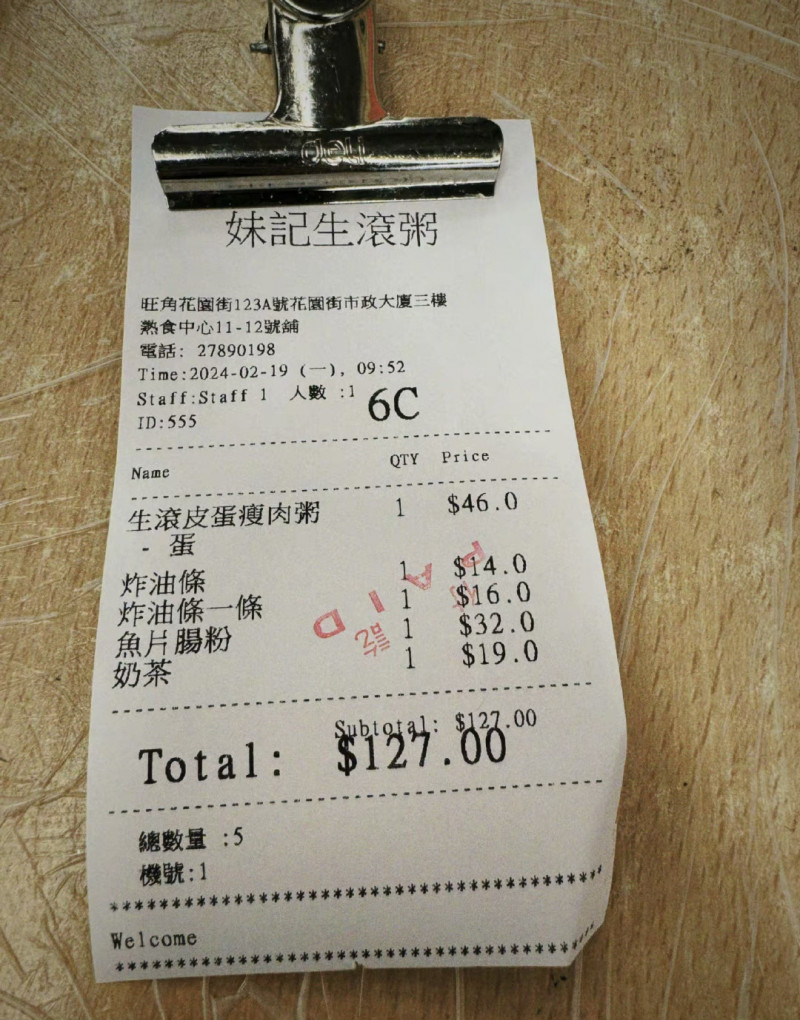 deli
妹記生滾粥
旺角花園街123A號花園街市政大廈三樓
熟食中心11-12號舖
電話: 27890198
Time:2024-02-19 (一), 09:52
Staff:Staff 1 人數 :1
6C
ID:555
Name QTY Price
生滾皮蛋瘦肉粥 1 $46.0
- 蛋
炸油條 1 $14.0
炸油條一條 1 $16.0
魚片腸粉 1 $32.0
奶茶 1 $19.0
PAID
記
Subtotal: $127.00
Total: $127.00
總數量 :5
機號:1
****************************************
Welcome
****************************************